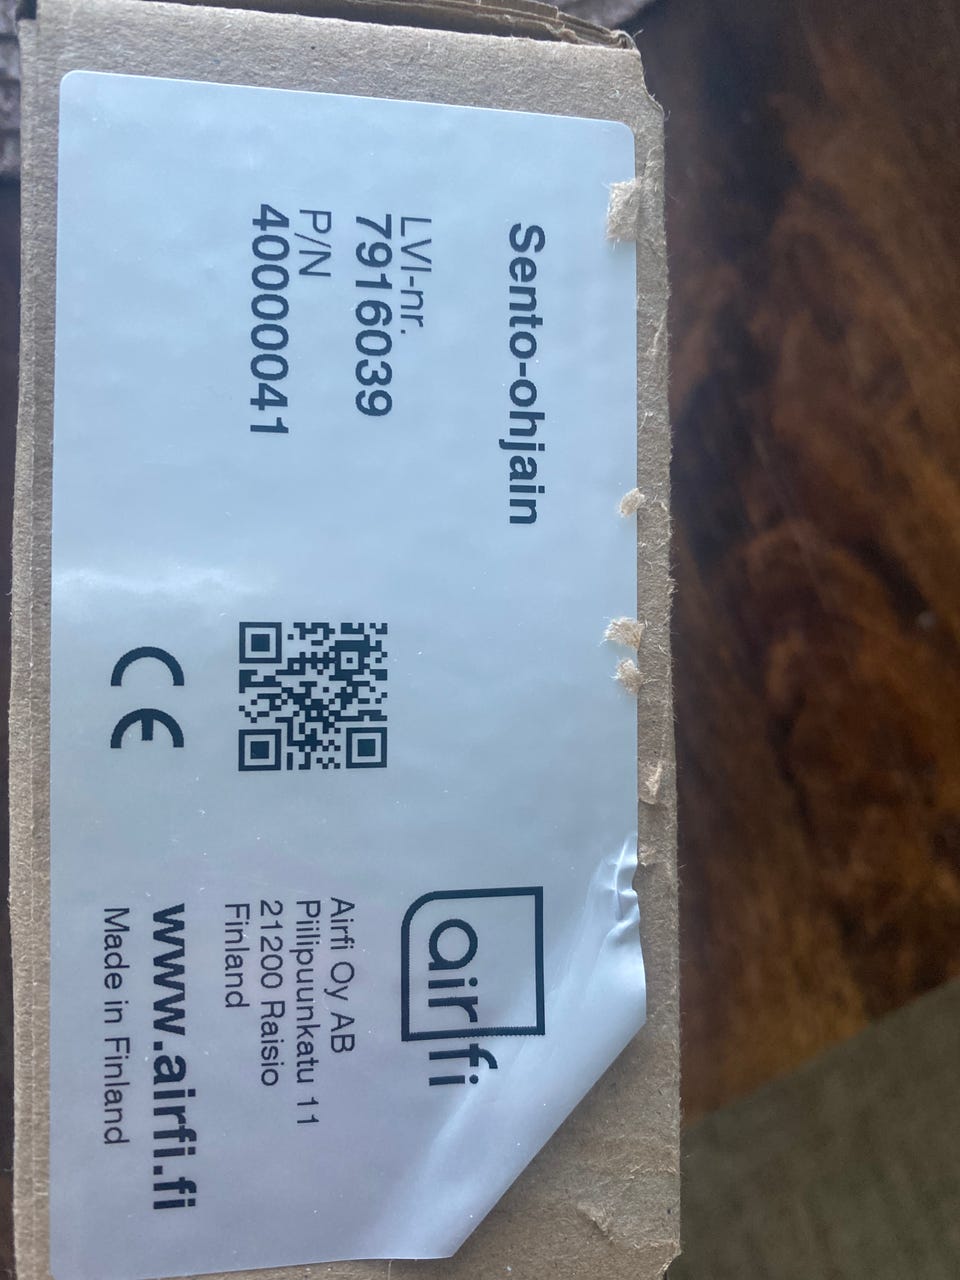 Sento-ohjain
LVI-nr.
7916039
P/N
40000041
CE
airfi
Airfi Oy AB
Piilipuunkatu 11
21200 Raisio
Finland
www.airfi.fi
Made in Finland